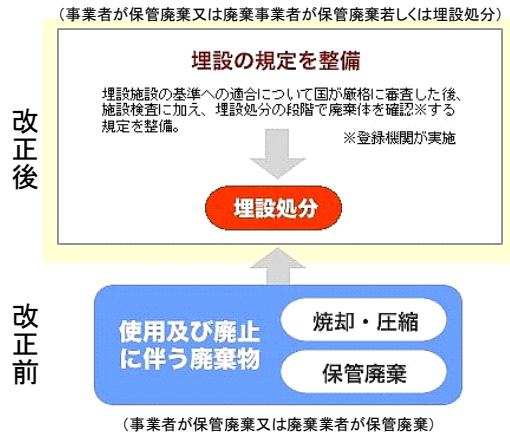 (事業者が保管廃棄又は廃棄事業者が保管廃棄若しくは埋設処分)
埋設の規定を整備
埋設施設の基準への適合について国が厳格に審査した後、
施設検査に加え、埋設処分の段階で廃棄体を確認※する
規定を整備。
※登録機関が実施
改正後
埋設処分
改正前
使用及び廃止
に伴う廃棄物
焼却・圧縮
保管廃棄
(事業者が保管廃棄又は廃棄業者が保管廃棄)